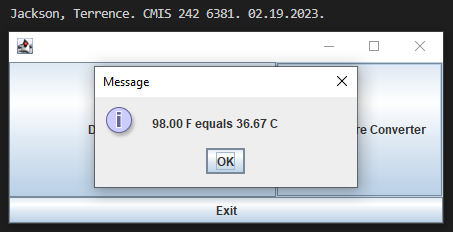 Jackson, Terrence. CMIS 242 6381. 02.19.2023.
Message
98.00 F equals 36.67 C
D
re Converter
OK
Exit